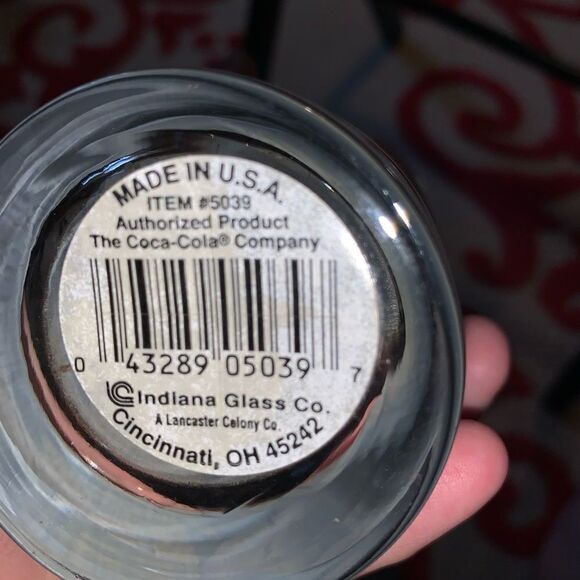 MADE IN U.S.A.
ITEM #5039
Authorized Product
The Coca-Cola® Company
0 43289 05039 7
Indiana Glass Co.
A Lancaster Colony Co.
Cincinnati, OH 45242